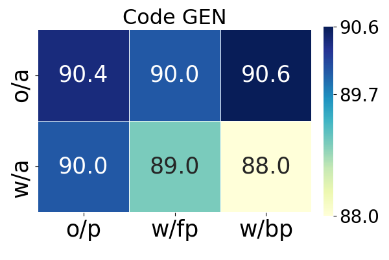 Code GEN
o/a 90.4 90.0 90.6
w/a 90.0 89.0 88.0
o/p w/fp w/bp
90.6
89.7
88.0